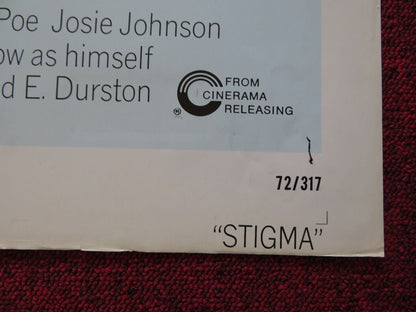 Poe Josie Johnson
ow as himself
d E. Durston
FROM
CINERAMA
RELEASING
®
72/317
“STIGMA”